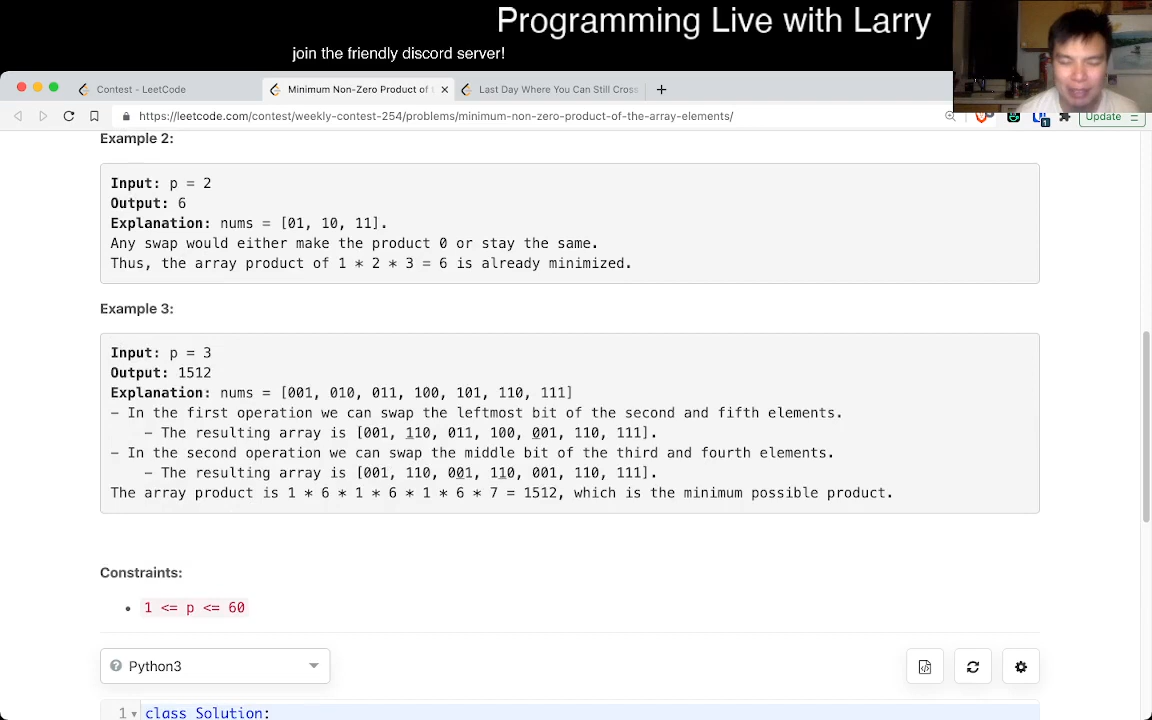 Programming Live with Larry
join the friendly discord server!
Contest - LeetCode
Minimum Non-Zero Product of
Last Day Where You Can Still Cross
https://leetcode.com/contest/weekly-contest-254/problems/minimum-non-zero-product-of-the-array-elements/
Update
Example 2:
Input: p = 2
Output: 6
Explanation: nums = [01, 10, 11].
Any swap would either make the product 0 or stay the same.
Thus, the array product of 1 * 2 * 3 = 6 is already minimized.
Example 3:
Input: p = 3
Output: 1512
Explanation: nums = [001, 010, 011, 100, 101, 110, 111]
- In the first operation we can swap the leftmost bit of the second and fifth elements.
- The resulting array is [001, 110, 011, 100, 001, 110, 111].
- In the second operation we can swap the middle bit of the third and fourth elements.
- The resulting array is [001, 110, 001, 110, 001, 110, 111].
The array product is 1 * 6 * 1 * 6 * 1 * 6 * 7 = 1512, which is the minimum possible product.
Constraints:
• 1 <= p <= 60
Python3
1 class Solution: